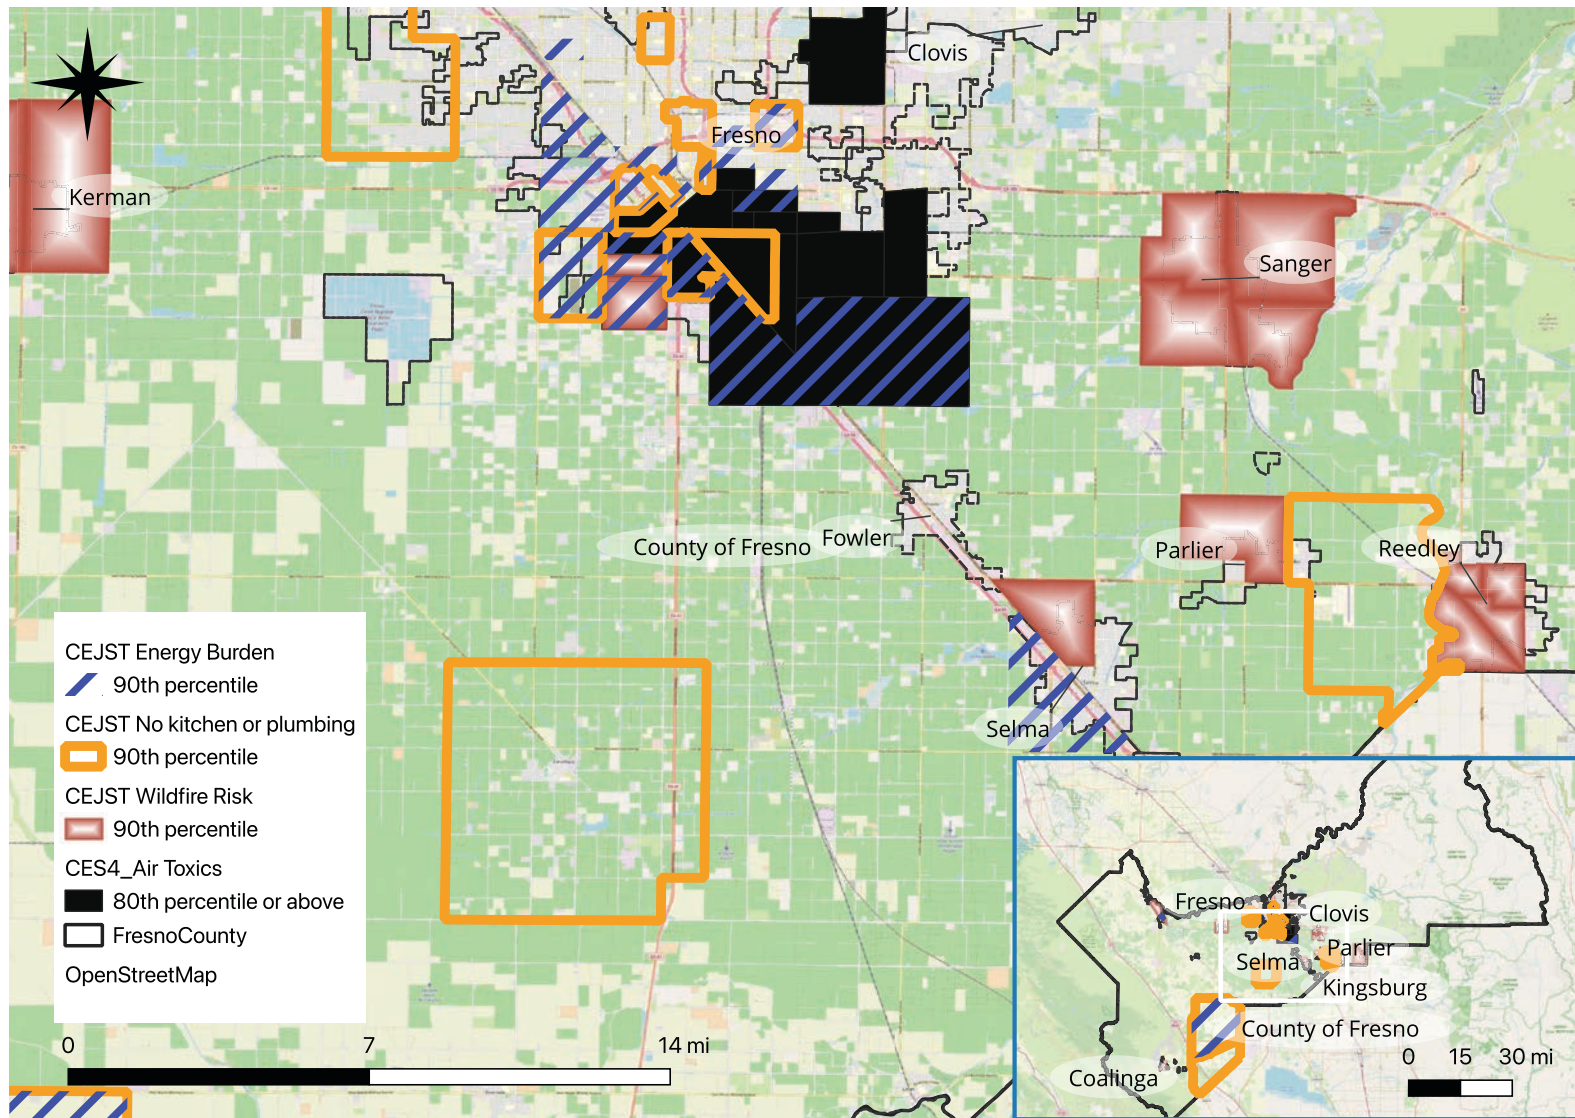 Clovis
Fresno
Kerman
Sanger
County of Fresno
Fowler
Parlier
Reedley
Selma
CEJST Energy Burden
90th percentile
CEJST No kitchen or plumbing
90th percentile
CEJST Wildfire Risk
90th percentile
CES4_Air Toxics
80th percentile or above
FresnoCounty
OpenStreetMap
0 7 14 mi
Fresno
Clovis
Parlier
Selma
Kingsburg
County of Fresno
Coalinga
0 15 30 mi